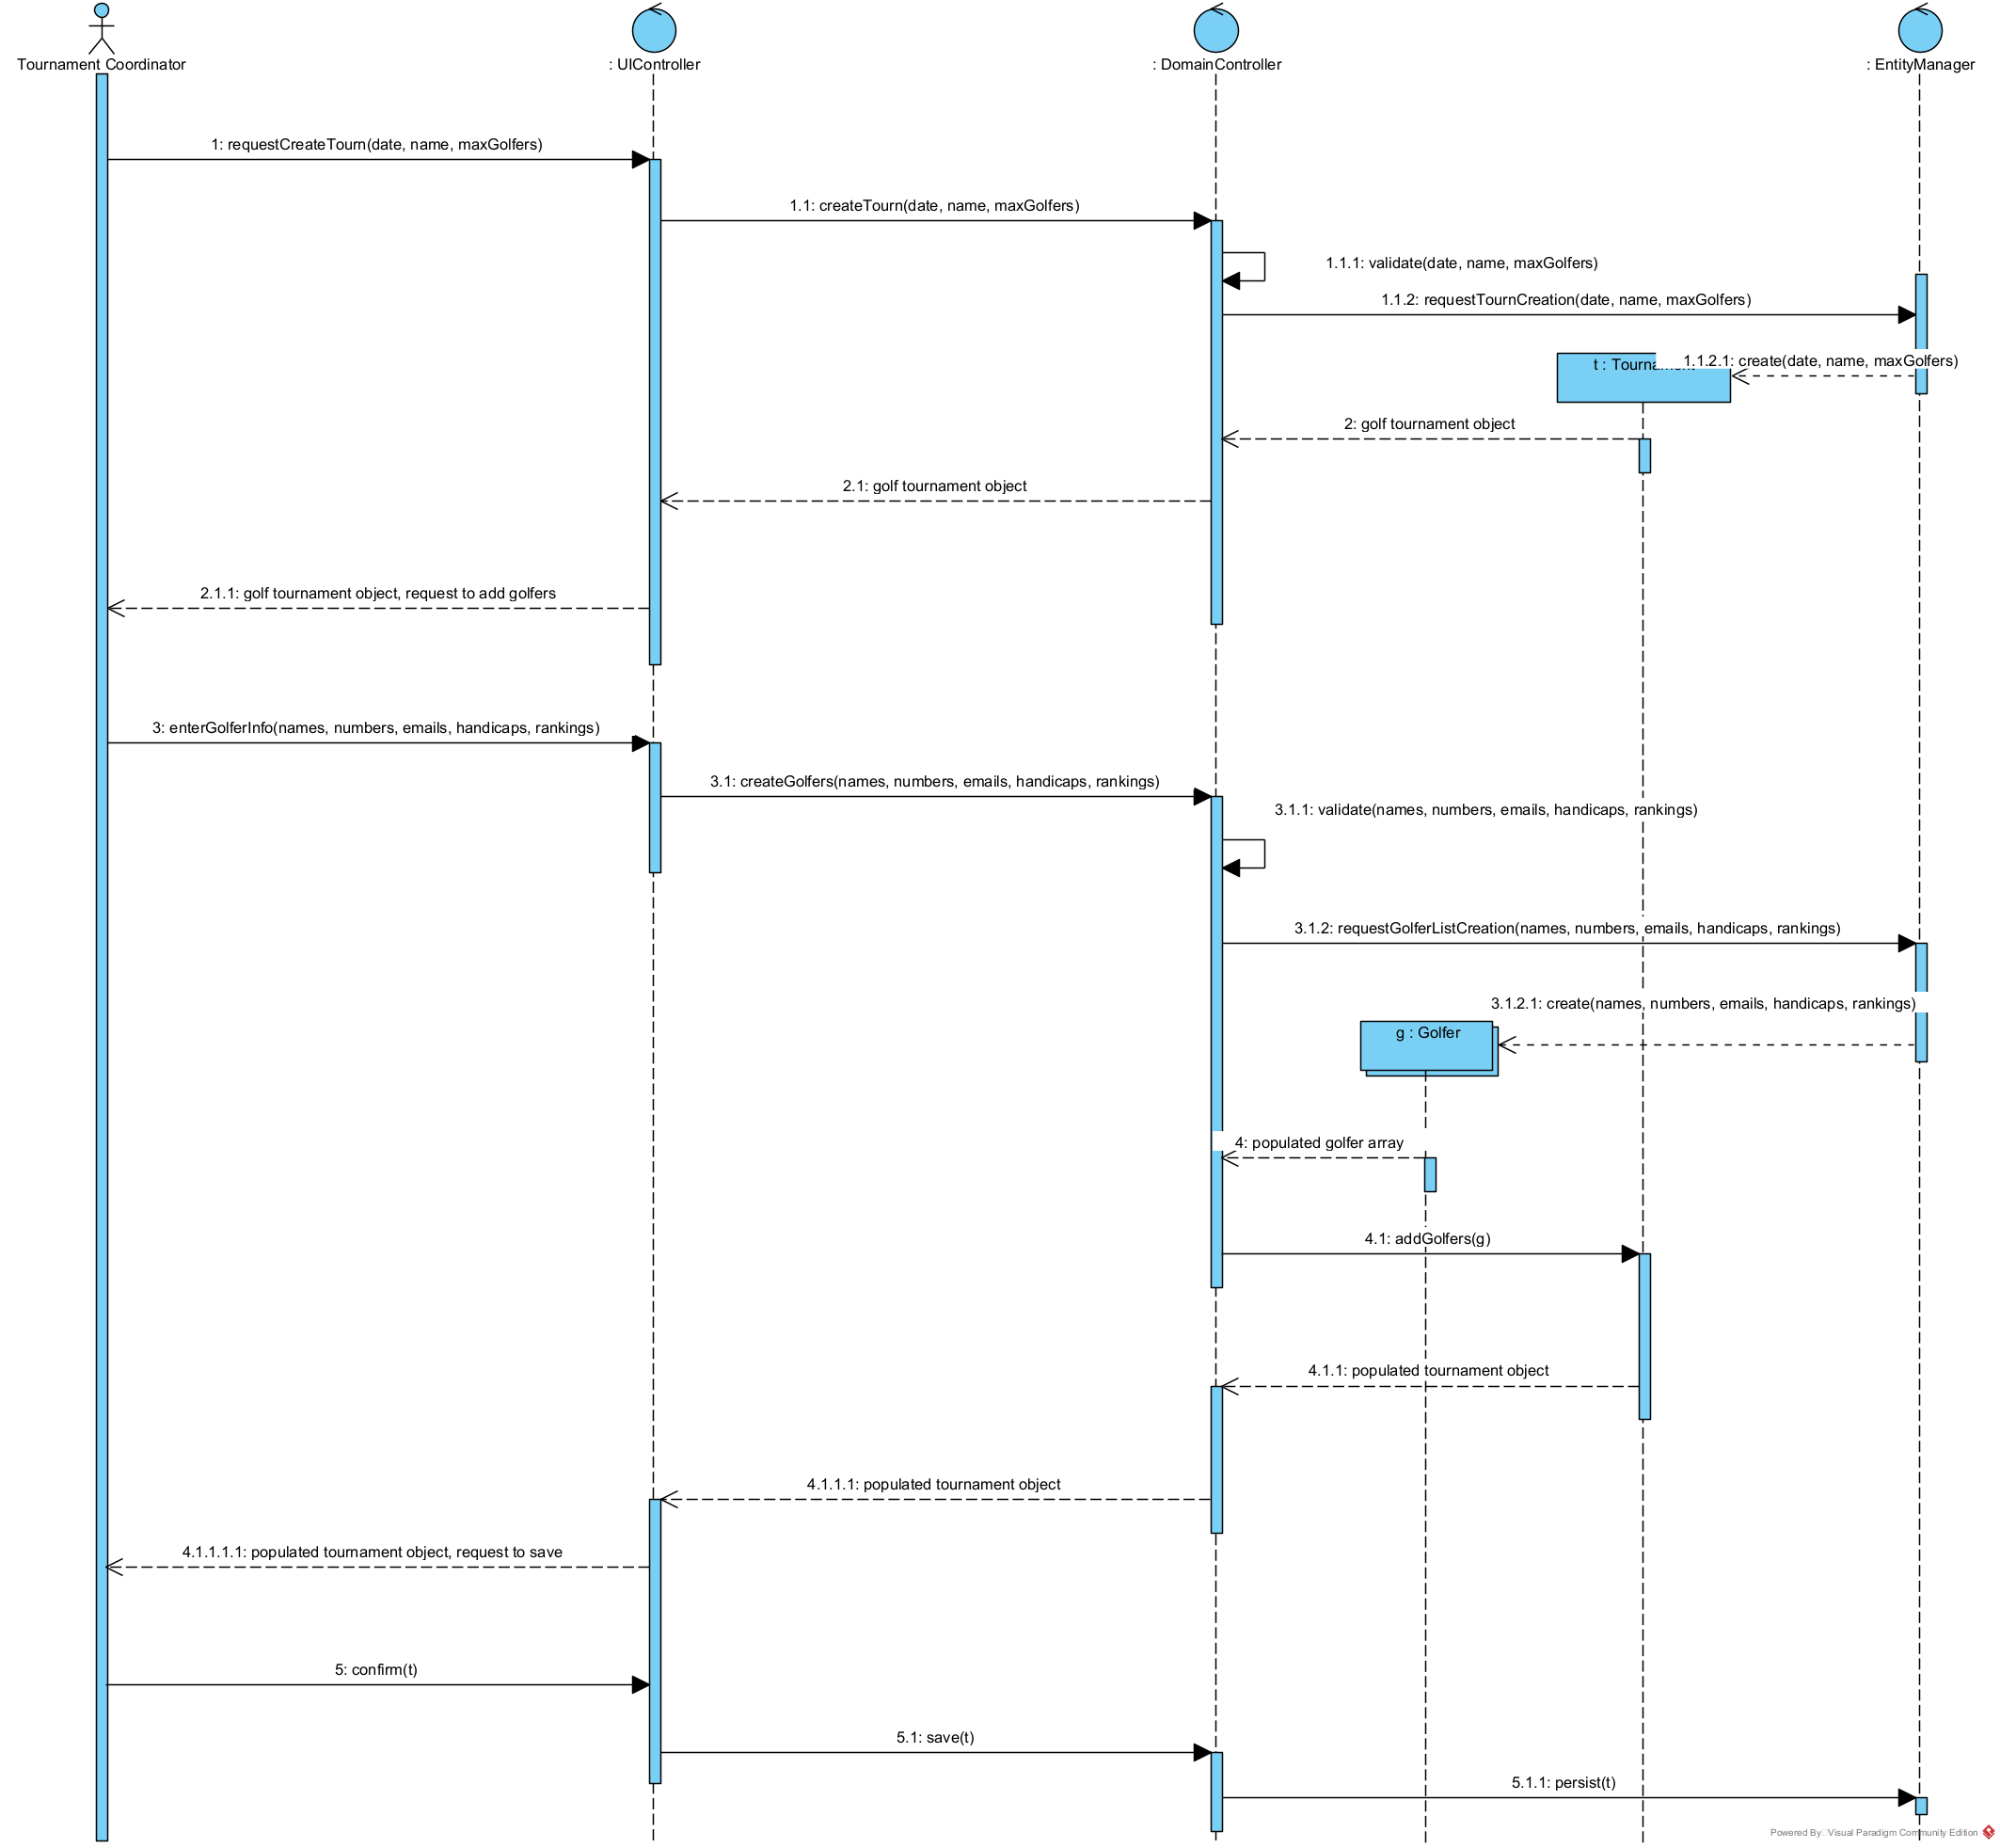 Tournament Coordinator
: UIController
: DomainController
: EntityManager
1: requestCreateTourn(date, name, maxGolfers)
1.1: createTourn(date, name, maxGolfers)
1.1.1: validate(date, name, maxGolfers)
1.1.2: requestTournCreation(date, name, maxGolfers)
t : Tournament
1.1.2.1: create(date, name, maxGolfers)
2: golf tournament object
2.1: golf tournament object
2.1.1: golf tournament object, request to add golfers
3: enterGolferInfo(names, numbers, emails, handicaps, rankings)
3.1: createGolfers(names, numbers, emails, handicaps, rankings)
3.1.1: validate(names, numbers, emails, handicaps, rankings)
3.1.2: requestGolferListCreation(names, numbers, emails, handicaps, rankings)
3.1.2.1: create(names, numbers, emails, handicaps, rankings)
g : Golfer
4: populated golfer array
4.1: addGolfers(g)
4.1.1: populated tournament object
4.1.1.1: populated tournament object
4.1.1.1.1: populated tournament object, request to save
5: confirm(t)
5.1: save(t)
5.1.1: persist(t)
Powered By Visual Paradigm Community Edition